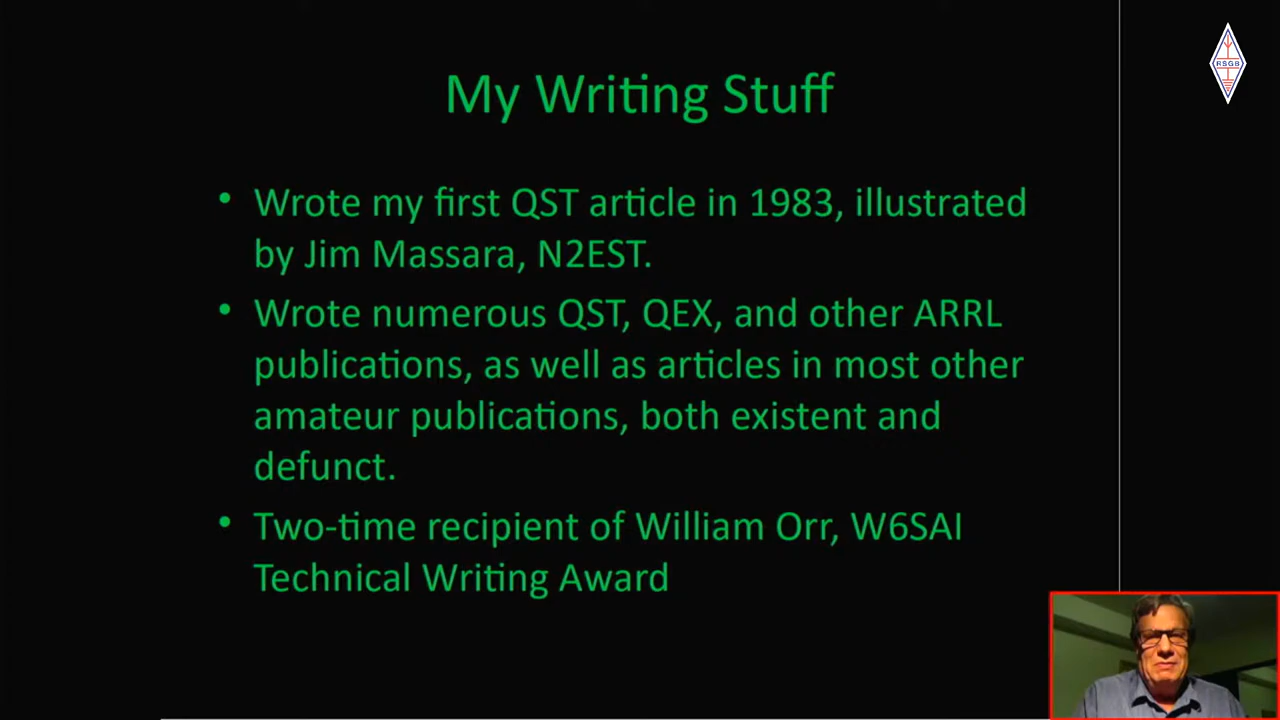 RSGB
My Writing Stuff
• Wrote my first QST article in 1983, illustrated
by Jim Massara, N2EST.
• Wrote numerous QST, QEX, and other ARRL
publications, as well as articles in most other
amateur publications, both existent and
defunct.
• Two-time recipient of William Orr, W6SAI
Technical Writing Award